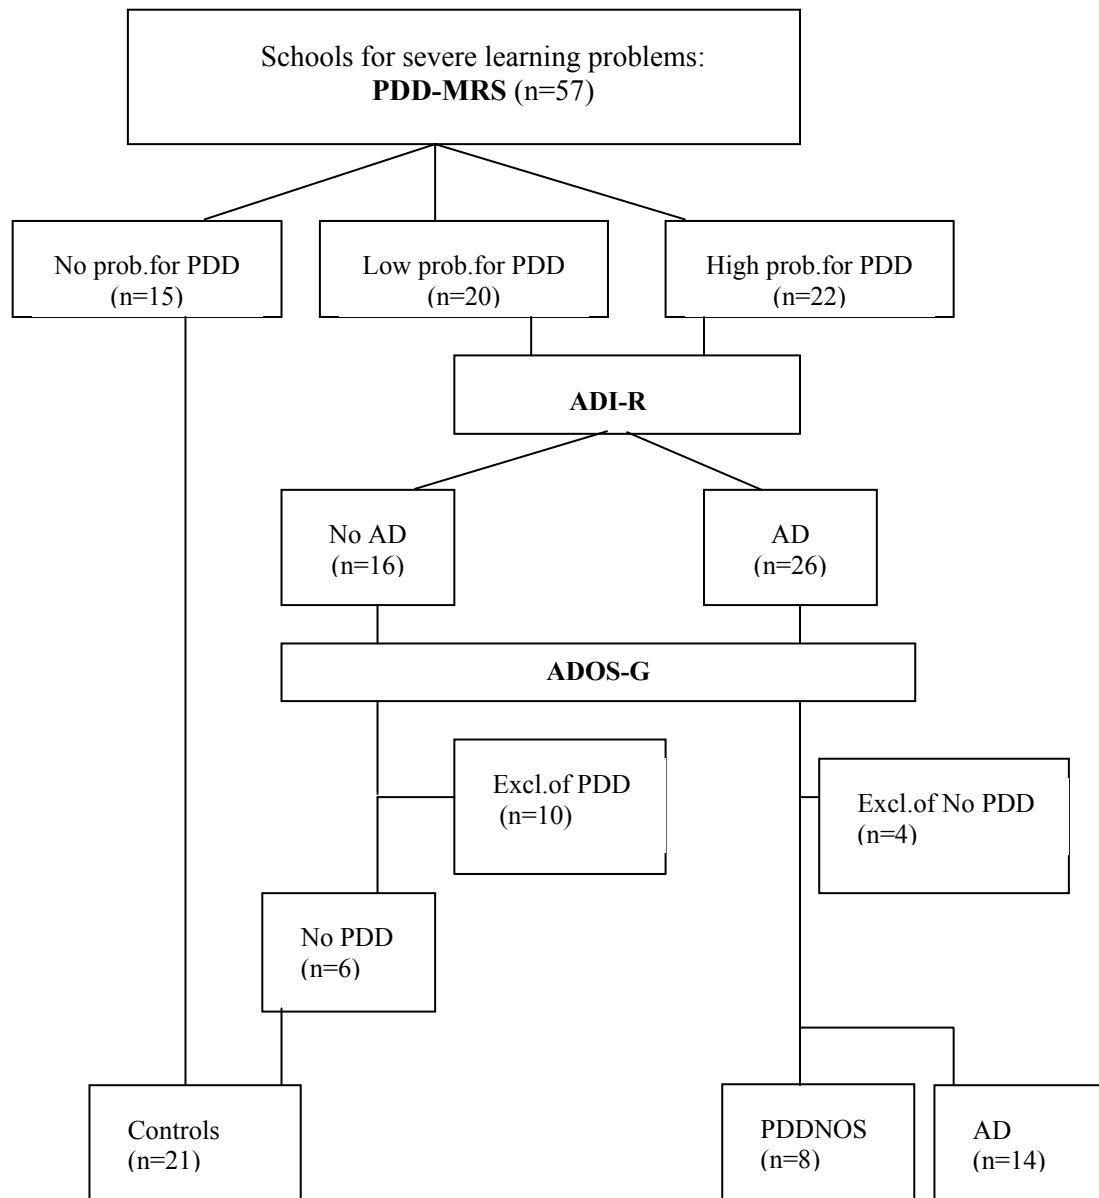 Schools for severe learning problems:
PDD-MRS (n=57)
No prob.for PDD
(n=15)
Low prob.for PDD
(n=20)
High prob.for PDD
(n=22)
ADI-R
No AD
(n=16)
AD
(n=26)
ADOS-G
Excl.of PDD
(n=10)
Excl.of No PDD
(n=4)
No PDD
(n=6)
Controls
(n=21)
PDDNOS
(n=8)
AD
(n=14)